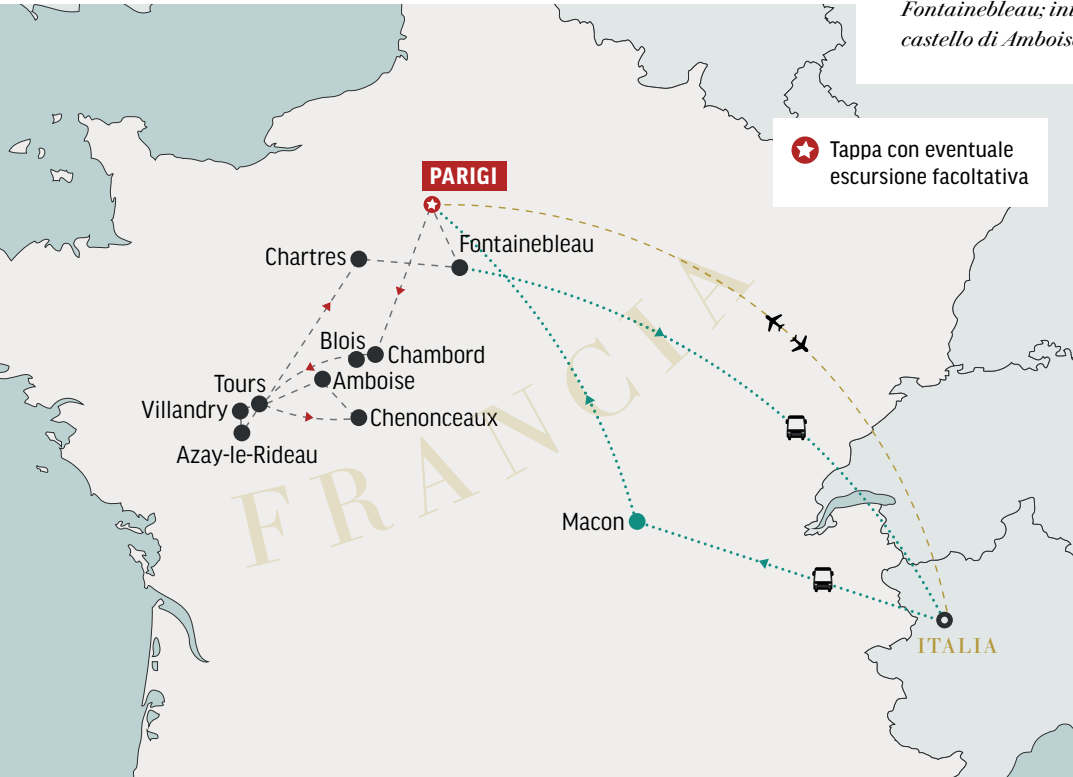 Fontainebleau; int
castello di Amboise
Tappa con eventuale
escursione facoltativa
PARIGI
Fontainebleau
Chartres
Blois
Chambord
Tours
Amboise
Villandry
Chenonceaux
Azay-le-Rideau
FRANCIA
Macon
ITALIA